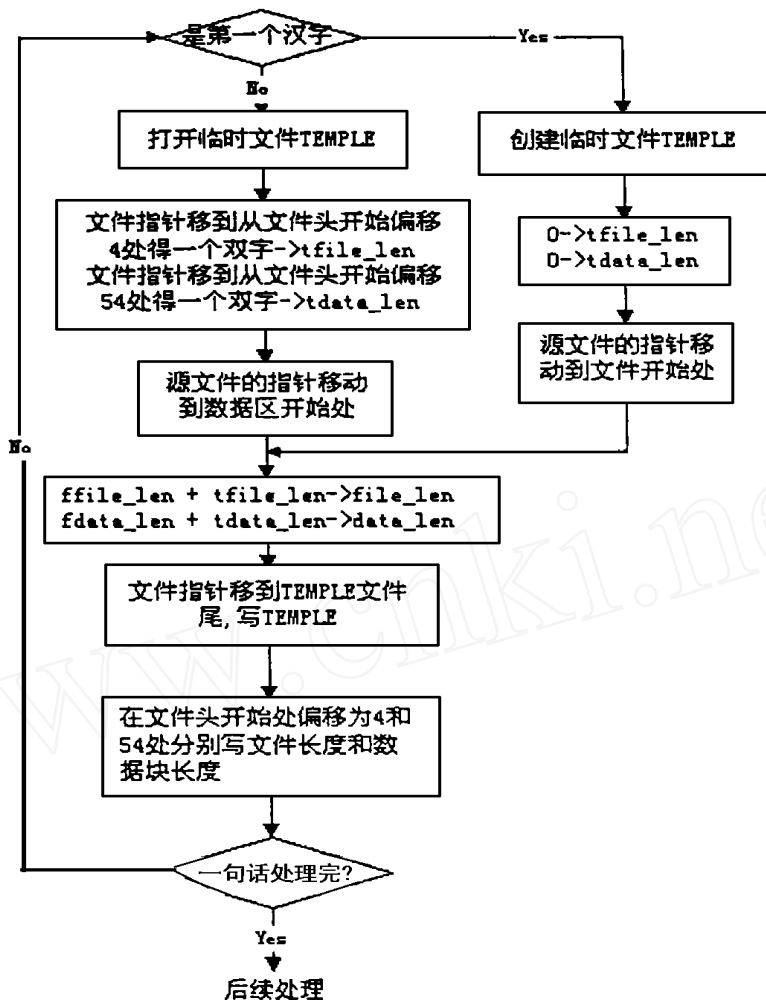 是第一个汉字
Yes
No
打开临时文件TEMPLE
创建临时文件TEMPLE
文件指针移到从文件头开始偏移
4处得一个双字->tfile_len
文件指针移到从文件头开始偏移
54处得一个双字->tdata_len
0->tfile_len
0->tdata_len
源文件的指针移动
到数据区开始处
源文件的指针移
动到文件开始处
No
ffile_len + tfile_len->file_len
fdata_len + tdata_len->data_len
文件指针移到TEMPLE文件
尾,写TEMPLE
在文件头开始处偏移为4和
54处分别写文件长度和数
据块长度
一句话处理完?
Yes
后续处理
www.cnki.ne